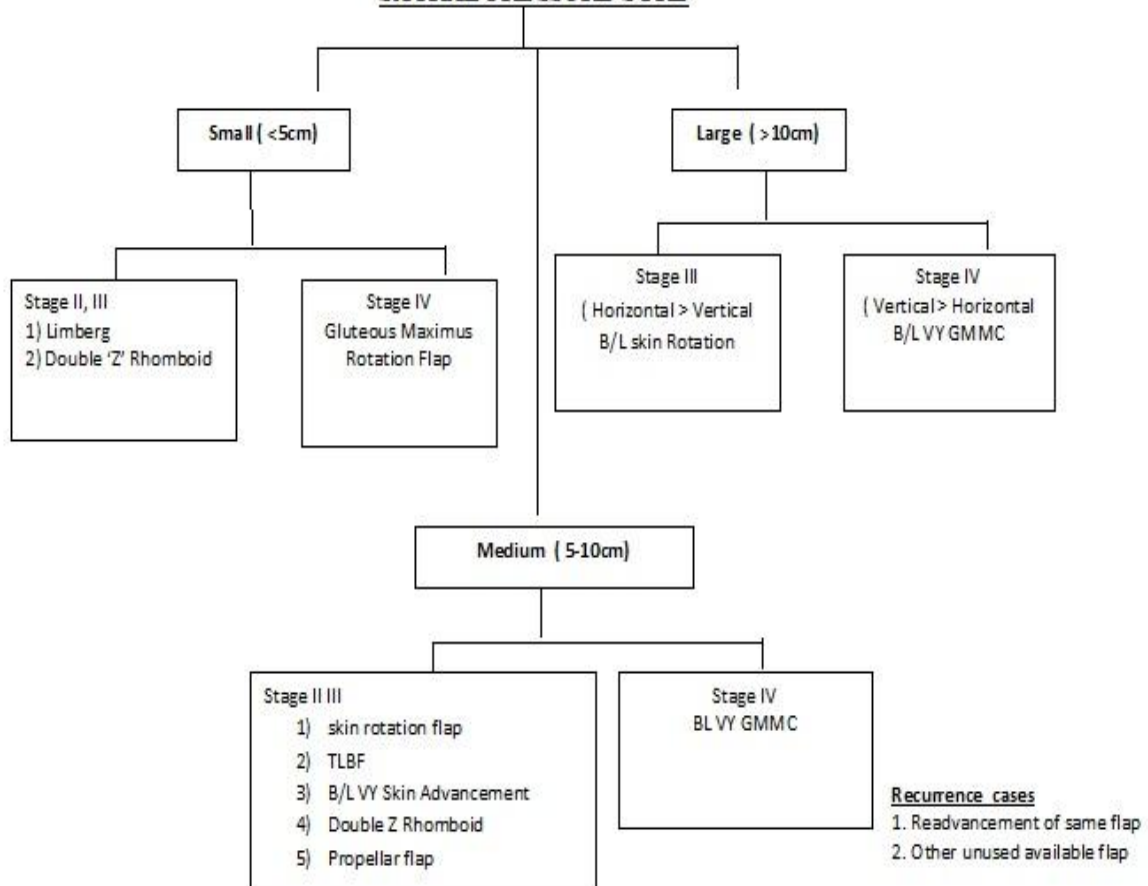 Small ( <5cm)
Large ( >10cm)
Stage II, III
1) Limberg
2) Double 'Z' Rhomboid
Stage IV
Gluteous Maximus
Rotation Flap
Stage III
( Horizontal > Vertical
B/L skin Rotation
Stage IV
( Vertical > Horizontal
B/L VY GMMC
Medium ( 5-10cm)
Stage II III
1) skin rotation flap
2) TLBF
3) B/L VY Skin Advancement
4) Double Z Rhomboid
5) Propellar flap
Stage IV
BL VY GMMC
Recurrence cases
1. Readvancement of same flap
2. Other unused available flap